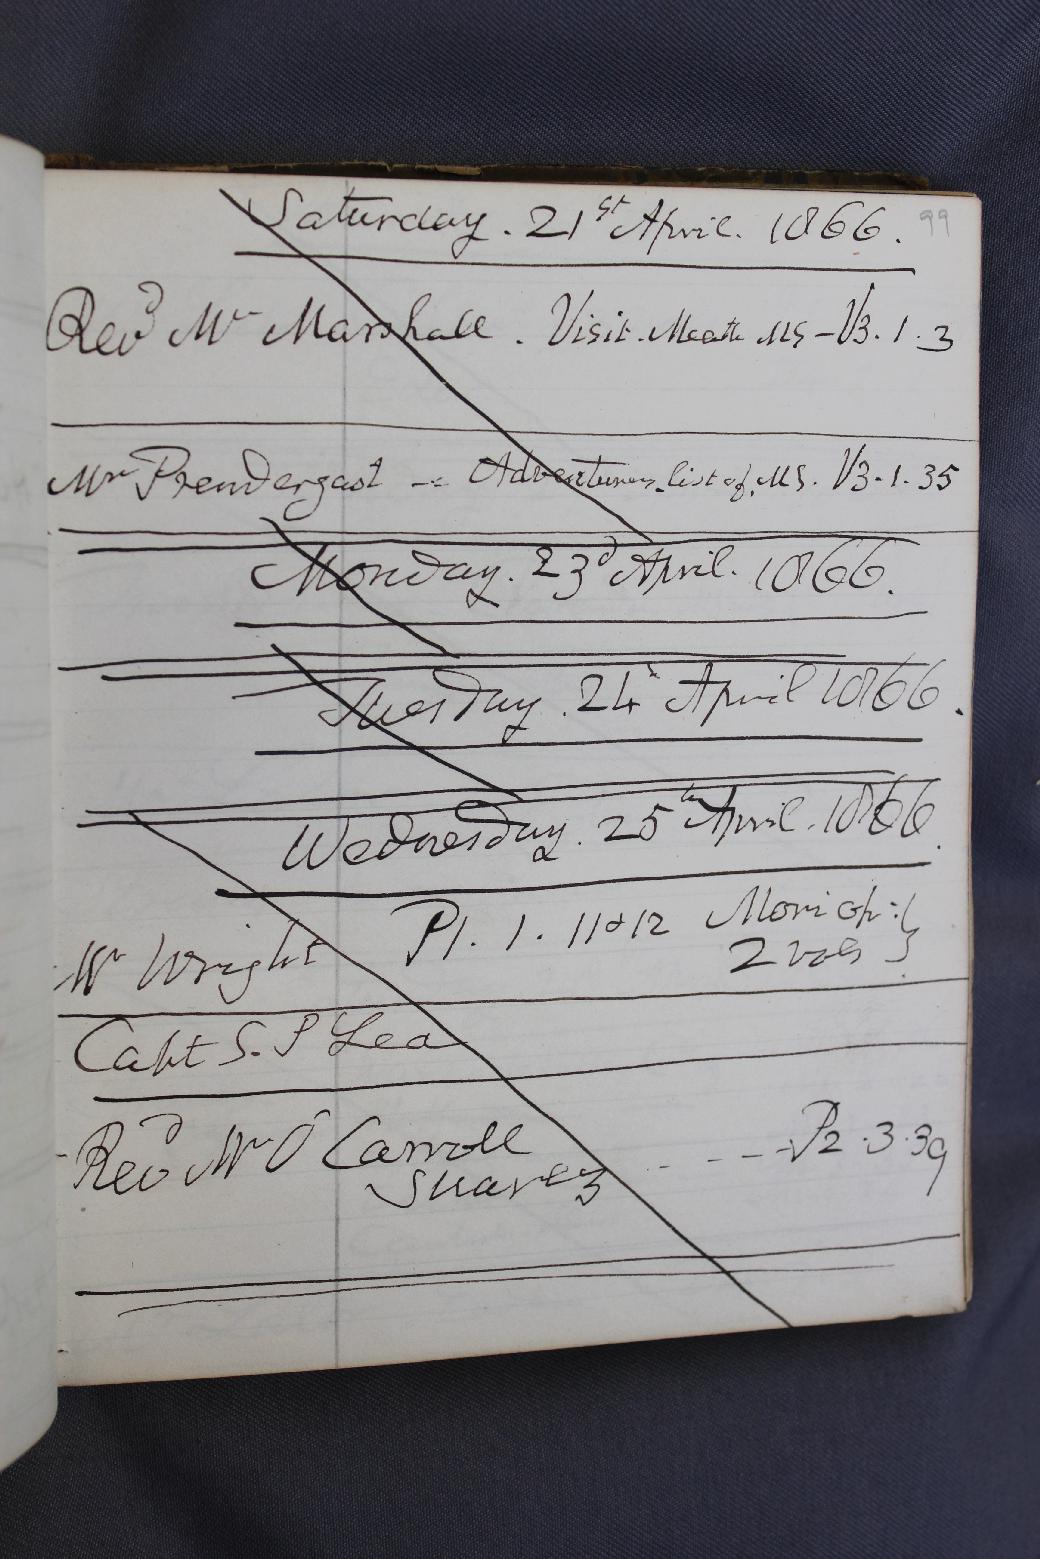 99
Saturday. 21st April. 1866.
Revd Mr Marshall. Visit. Meath MS - V3. 1. 3
Mr Prendergast -- Adventurers list of MS. V3. 1. 35
Monday. 23d April. 1866.
Tuesday. 24th April 1866.
Wednesday. 25th April. 1866.
Mr Wright P1. 1. 11 & 12 Mori op:
2 vols
Capt S. P Lea
Revd Mr O'Carroll
Suarez - - - - P2. 3. 39